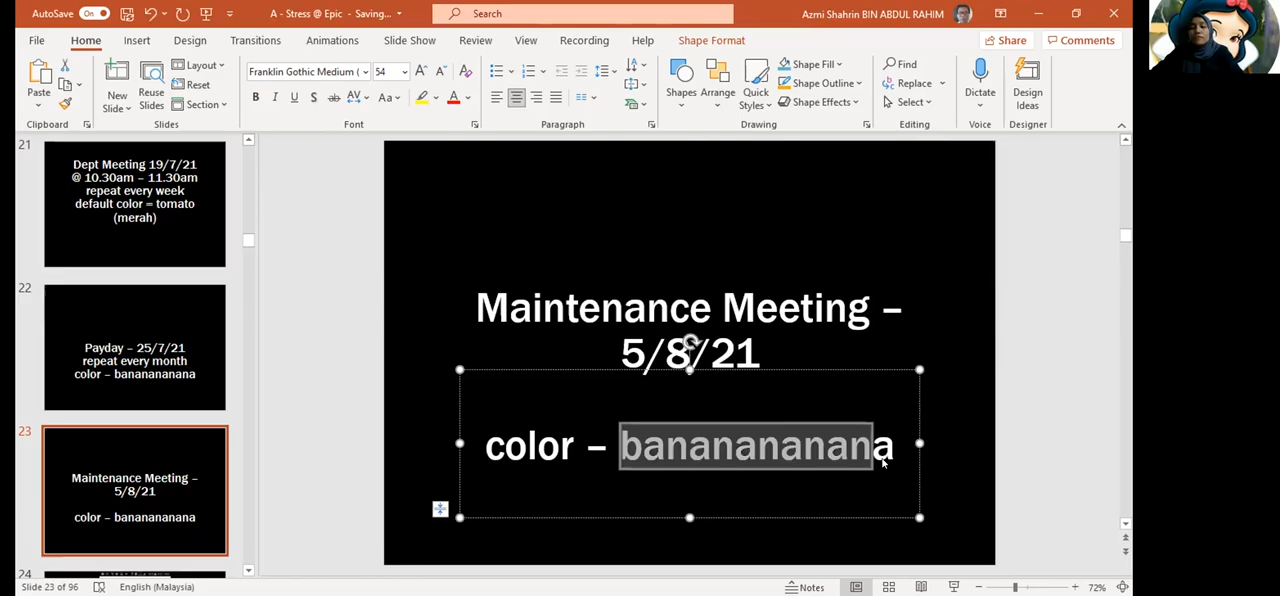 AutoSave
On
A - Stress @ Epic - Saving...
Search
Azmi Shahrin BIN ABDUL RAHIM
File
Home
Insert
Design
Transitions
Animations
Slide Show
Review
View
Recording
Help
Shape Format
Share
Comments
Paste
New Slide
Reuse Slides
Layout
Reset
Section
Franklin Gothic Medium (
54
Shapes
Arrange
Quick Styles
Shape Fill
Shape Outline
Shape Effects
Find
Replace
Select
Dictate
Design Ideas
Clipboard
Slides
Font
Paragraph
Drawing
Editing
Voice
Designer
21
Dept Meeting 19/7/21
@ 10.30am – 11.30am
repeat every week
default color = tomato
(merah)
22
Payday – 25/7/21
repeat every month
color – banananananana
23
Maintenance Meeting –
5/8/21
color – bananananana
24
Maintenance Meeting –
5/8/21
color – bananananana
Slide 23 of 96
English (Malaysia)
Notes
72%